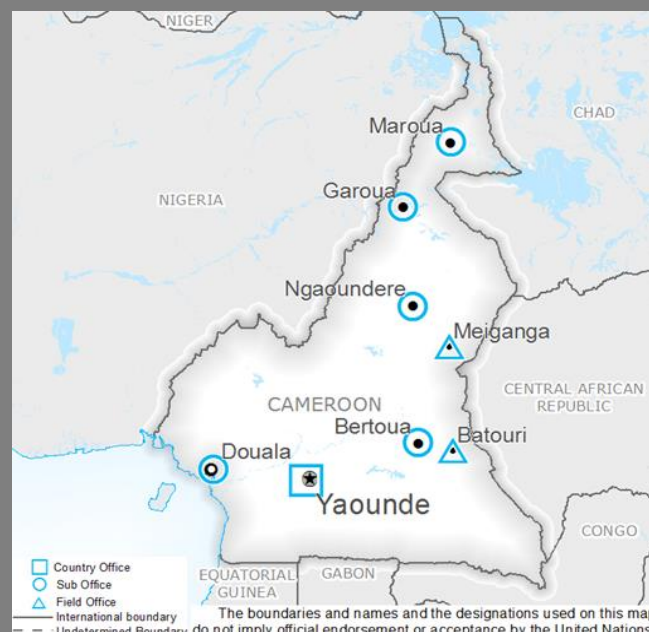 NIGER
Maroua
CHAD
Garoua
NIGERIA
Ngaoundere
Meiganga
CENTRAL AFRICAN
REPUBLIC
CAMEROON
Bertoua
Batouri
Douala
Yaounde
CONGO
Country Office
Sub Office
Field Office
EQUATORIAL
GUINEA
GABON
International boundary
The boundaries and names and the designations used on this map
Undetermined Boundary
do not imply official endorsement or acceptance by the United Nations